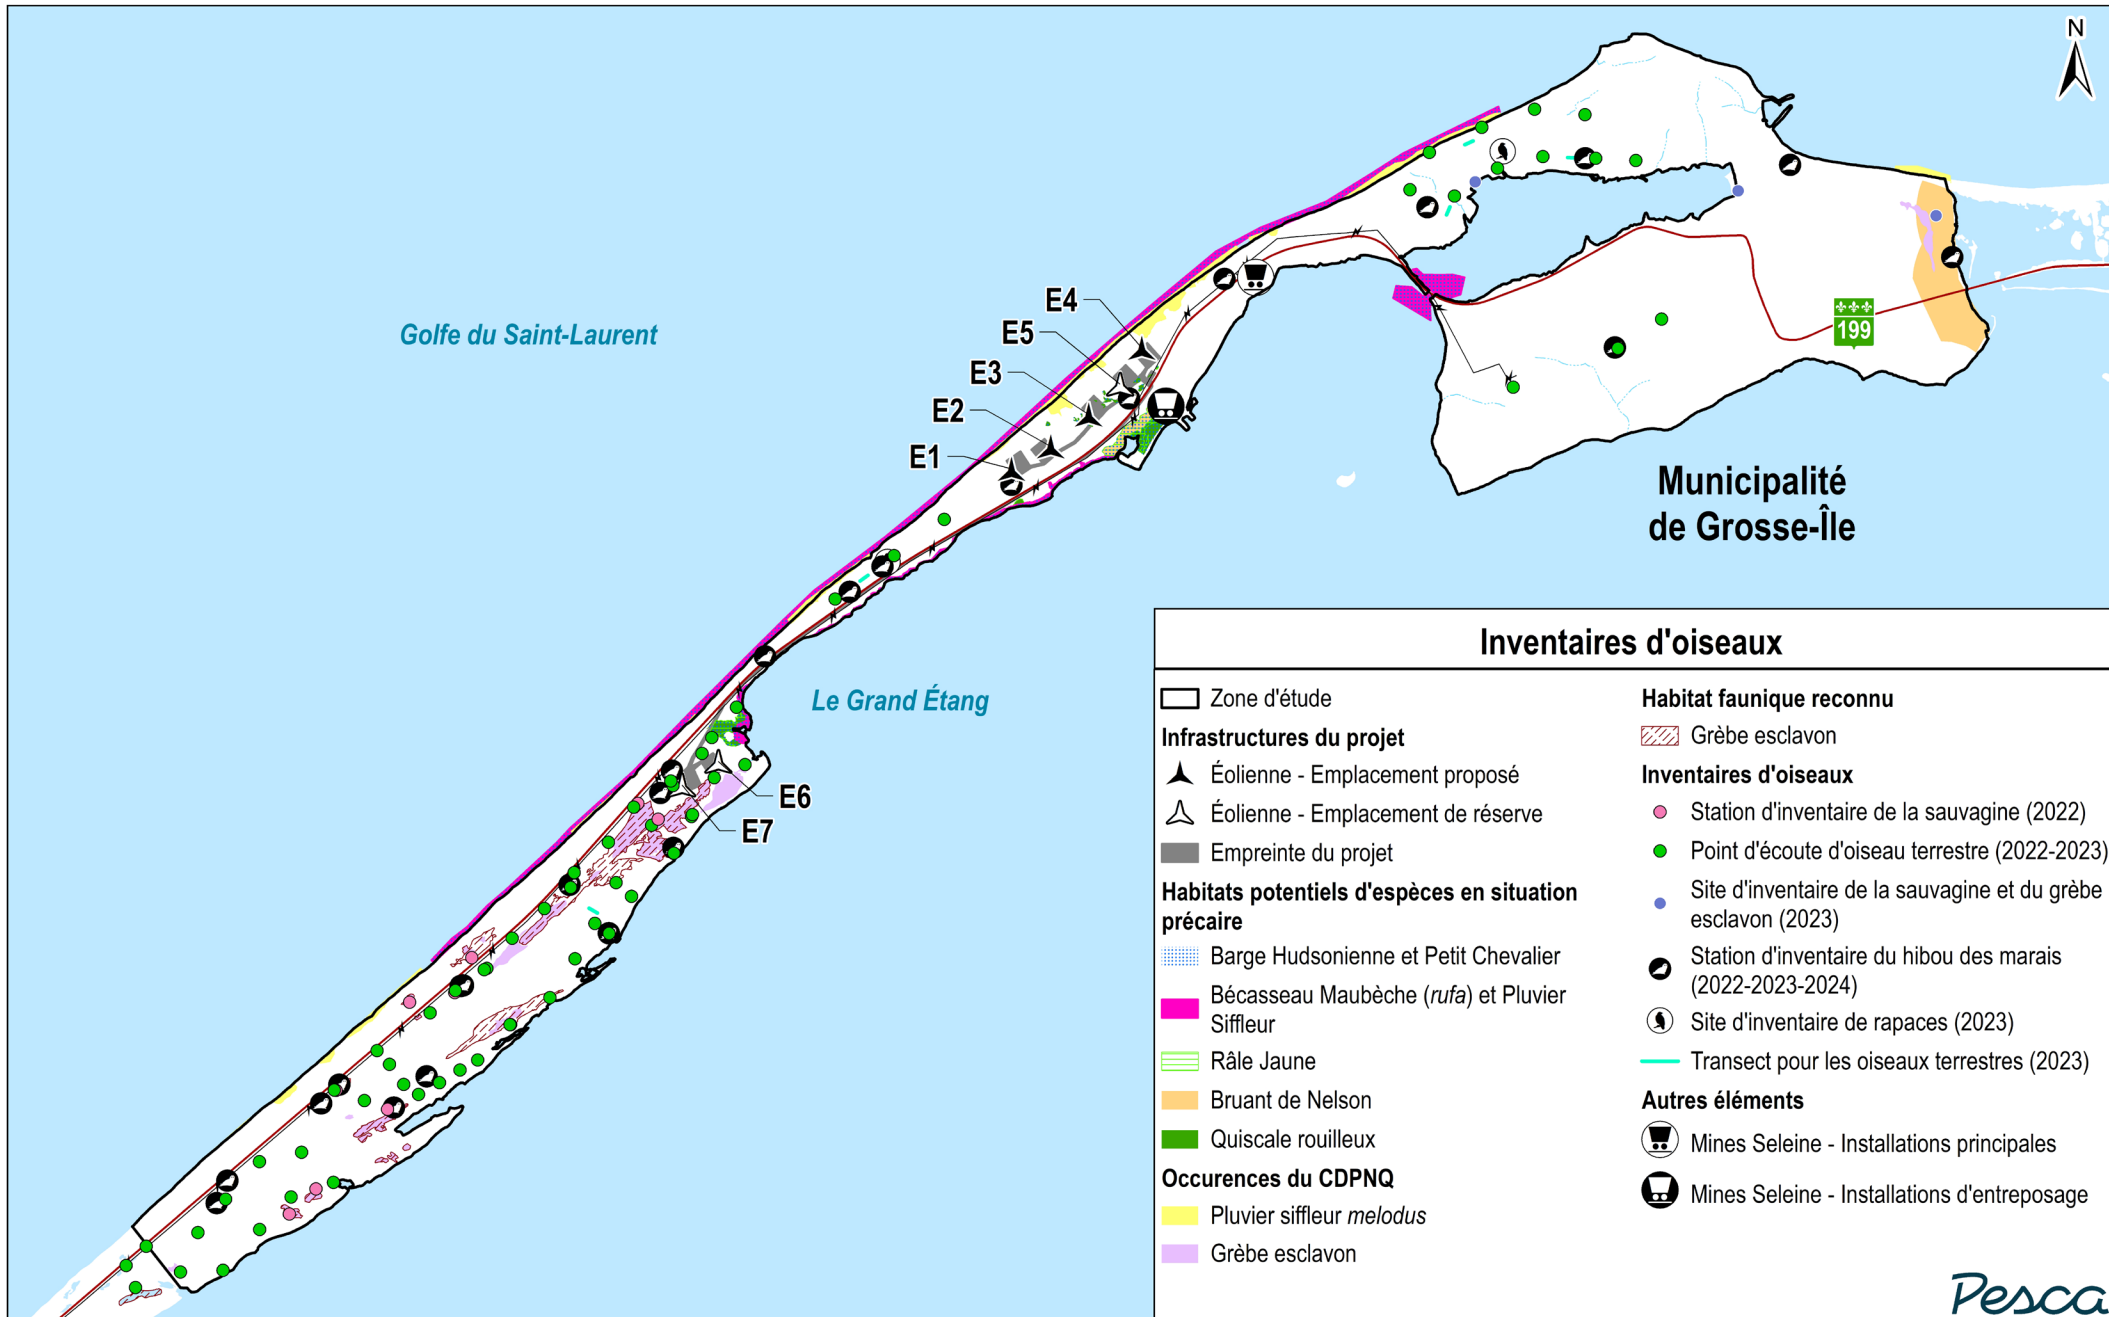 N
E4
E5
E3
E2
E1
Golfe du Saint-Laurent
199
Municipalité
de Grosse-Île
Le Grand Étang
E6
E7
Inventaires d'oiseaux
Zone d'étude
Infrastructures du projet
Éolienne - Emplacement proposé
Éolienne - Emplacement de réserve
Empreinte du projet
Habitats potentiels d'espèces en situation
précaire
Barge Hudsonienne et Petit Chevalier
Bécasseau Maubèche (rufa) et Pluvier
Siffleur
Râle Jaune
Bruant de Nelson
Quiscale rouilleux
Occurences du CDPNQ
Pluvier siffleur melodus
Grèbe esclavon
Habitat faunique reconnu
Grèbe esclavon
Inventaires d'oiseaux
Station d'inventaire de la sauvagine (2022)
Point d'écoute d'oiseau terrestre (2022-2023)
Site d'inventaire de la sauvagine et du grèbe
esclavon (2023)
Station d'inventaire du hibou des marais
(2022-2023-2024)
Site d'inventaire de rapaces (2023)
Transect pour les oiseaux terrestres (2023)
Autres éléments
Mines Seleine - Installations principales
Mines Seleine - Installations d'entreposage
Pesca